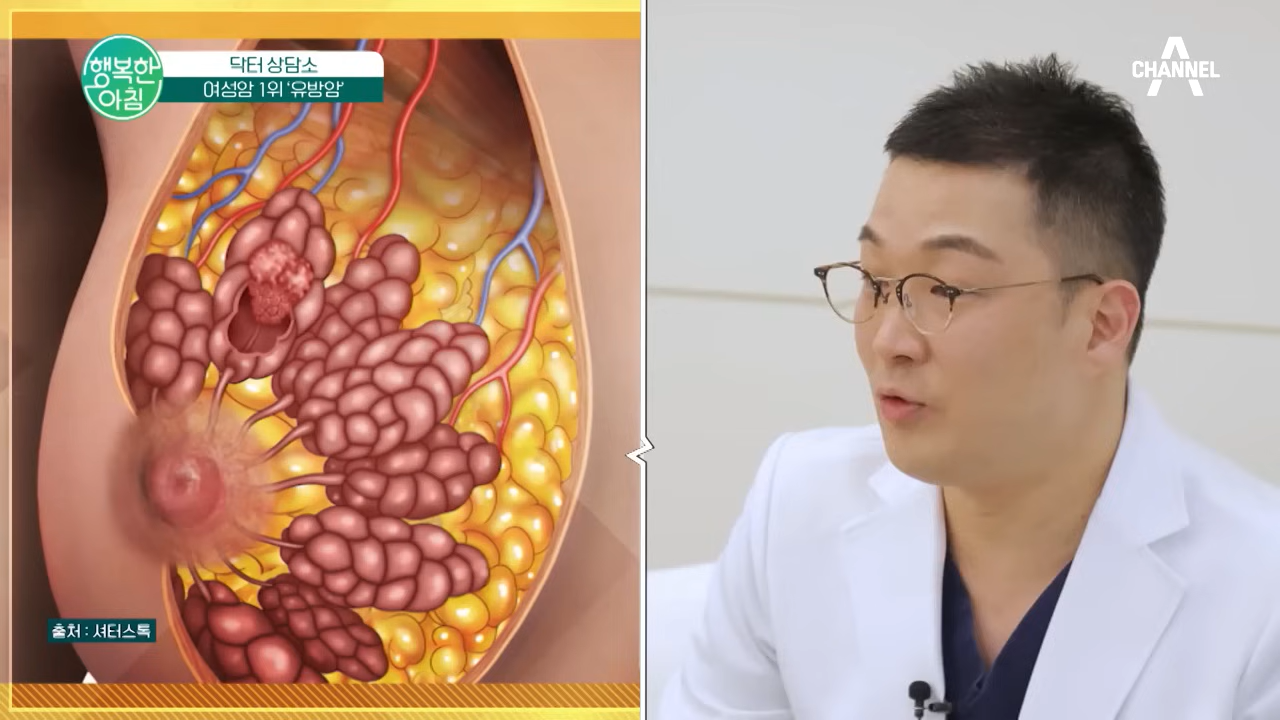 행복한
아침
닥터 상담소
여성암 1위 ‘유방암’
CHANNEL A
출처 : 셔터스톡